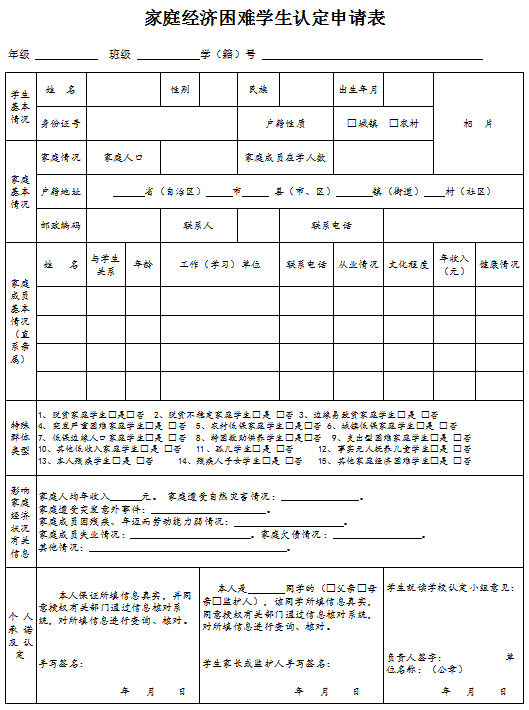 家庭经济困难学生认定申请表
年级 ________ 班级 ________学（籍）号 ________
学生基本情况
姓 名 性别 民族 出生年月 相 片
身份证号 户籍性质 □城镇 □农村
家庭基本情况
家庭情况 家庭人口 家庭成员在学人数
户籍地址 ______省（自治区）_____市_____ 县（市、区）_______镇（街道）____村（社区）
邮政编码 联系人 联系电话
家庭成员基本情况（直系亲属）
姓 名 与学生关系 年龄 工作（学习）单位 联系电话 从业情况 文化程度 年收入（元） 健康情况
特殊群体类型
1、脱贫家庭学生□是□否 2、脱贫不稳定家庭学生□是 □否 3、边缘易致贫家庭学生□是 □否
4、突发严重困难家庭学生□是 □否 5、农村低保家庭学生□是□否 6、城镇低保家庭学生□是 □否
7、低保边缘人口家庭学生□是 □否 8、特困救助供养学生□是 □否 9、支出型困难家庭学生□是 □否
10、其他低收入家庭学生□是 □否 11、孤儿学生□是 □否 12、事实无人抚养儿童学生□是 □否
13、本人残疾学生□是 □否 14、残疾人子女学生□是 □否 15、其他家庭经济困难学生□是 □否
影响家庭经济状况有关信息
家庭人均年收入______元。 家庭遭受自然灾害情况：______________。
家庭遭受突发意外事件：____________________。
家庭成员因残疾、年迈而劳动能力弱情况：____________________。
家庭成员失业情况：____________________。家庭欠债情况：________________。
其他情况：________________________________。
个人承诺及认定
本人保证所填信息真实，并同意授权有关部门通过信息核对系统，对所填信息进行查询、核对。
手写签名：
年 月 日
本人是______同学的（□父亲□母亲□监护人），该同学所填信息真实，同意授权有关部门通过信息核对系统，对所填信息进行查询、核对。
学生家长或监护人手写签名：
年 月 日
学生就读学校认定小组意见：
负责人签字： 单位名称：（公章）
年 月 日